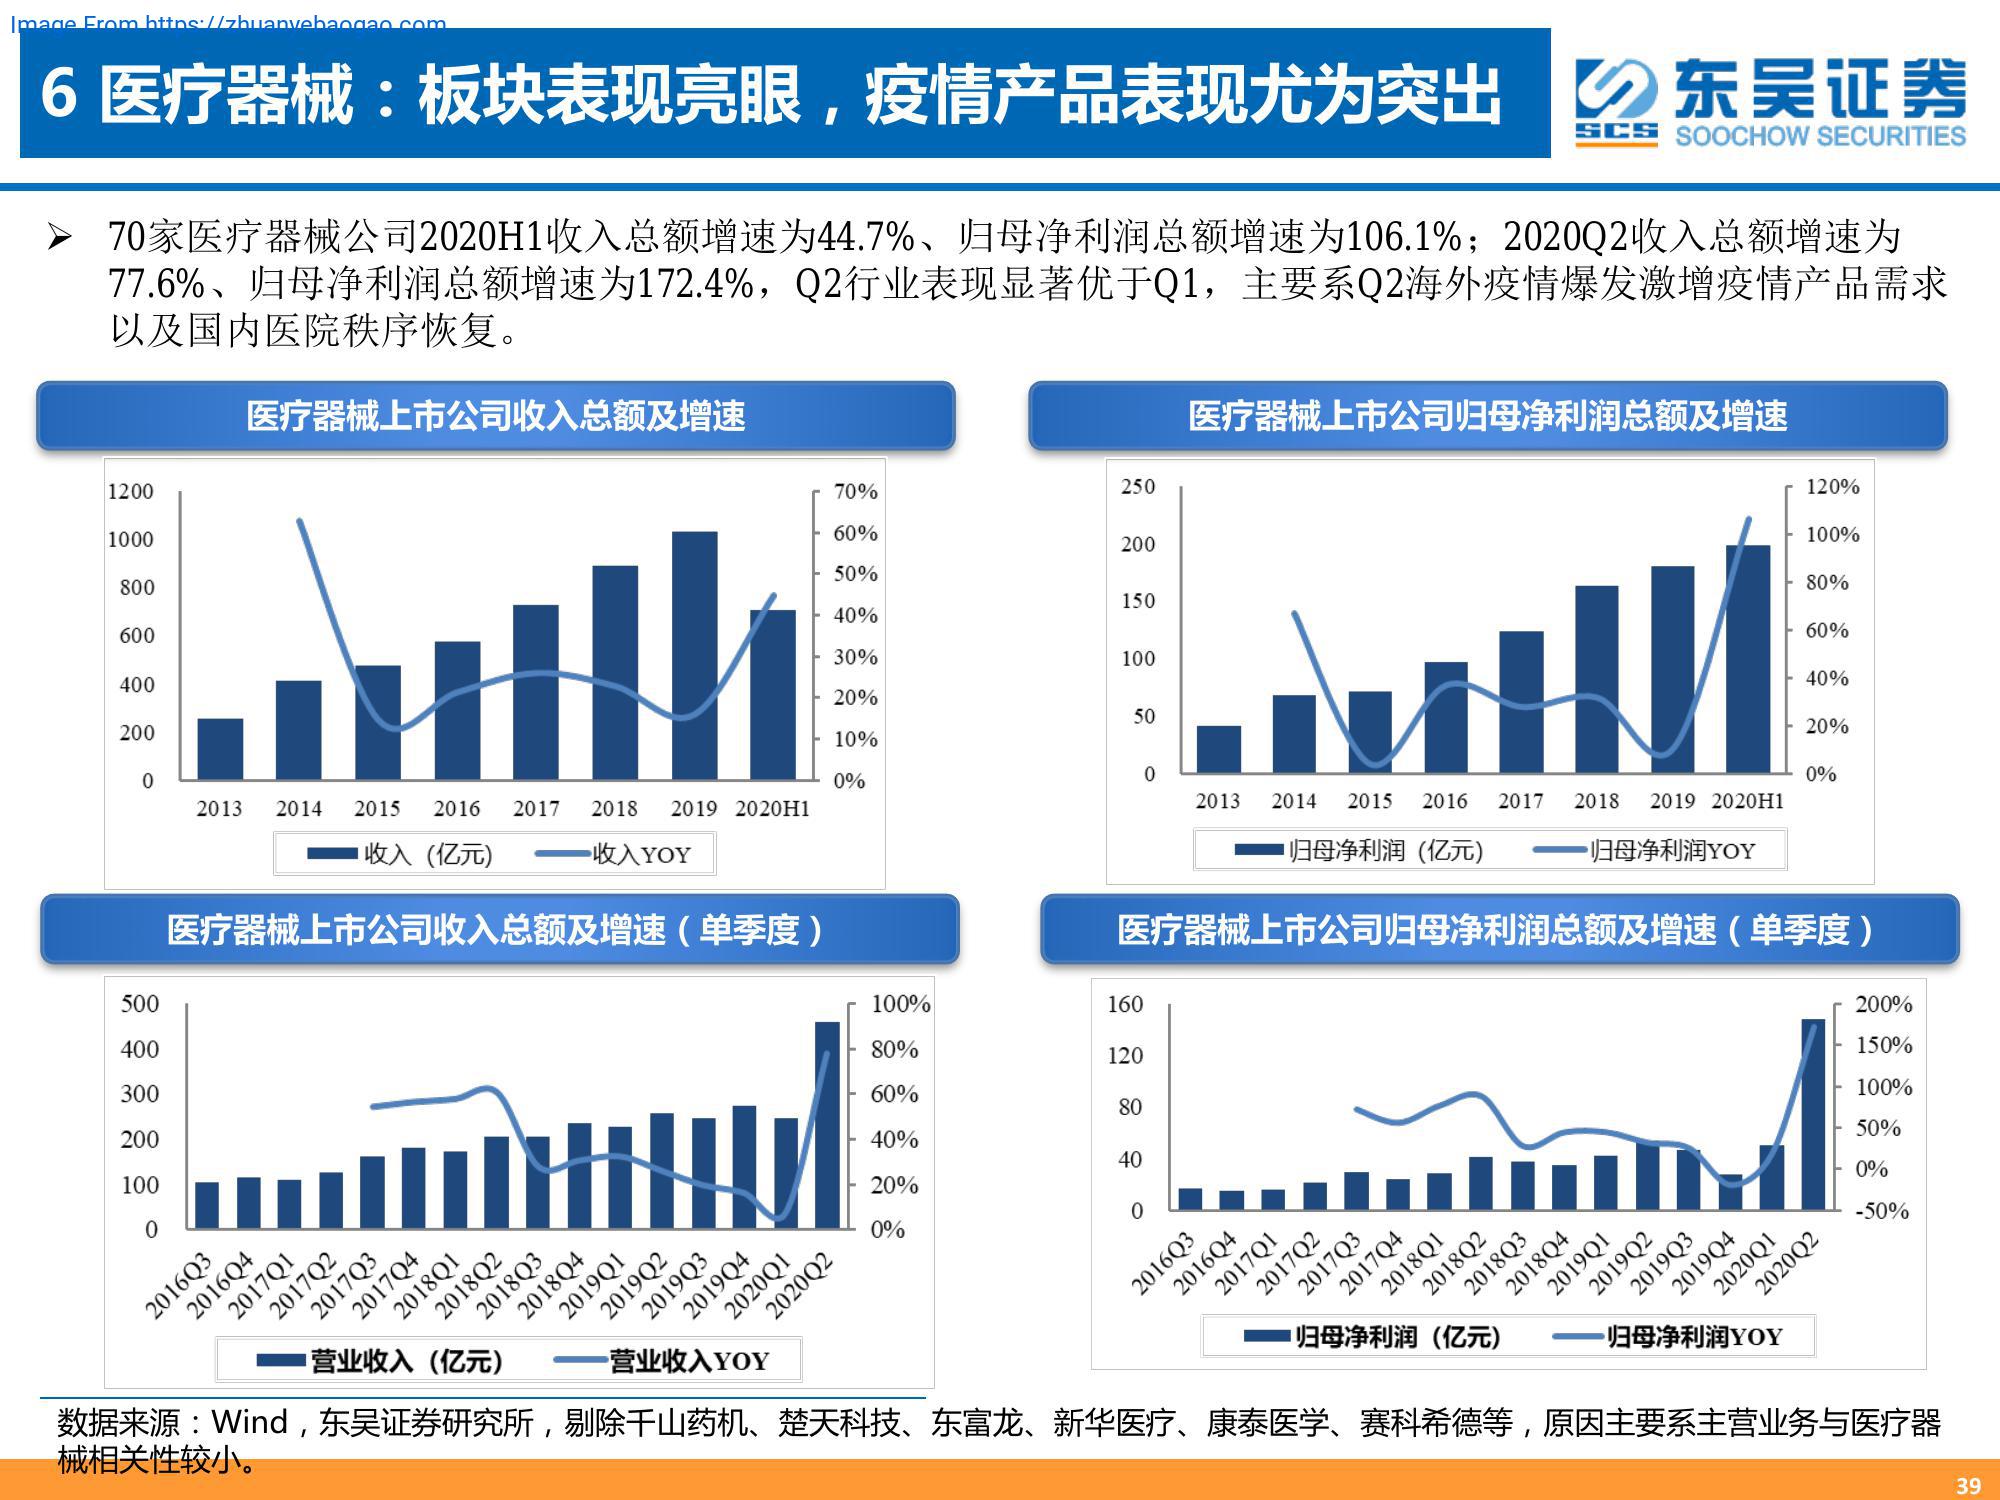 Image From https://zhuanyebaogao.com
6 医疗器械：板块表现亮眼，疫情产品表现尤为突出
东吴证券
SCS
SOOCHOW SECURITIES
➢ 70家医疗器械公司2020H1收入总额增速为44.7%、归母净利润总额增速为106.1%；2020Q2收入总额增速为
77.6%、归母净利润总额增速为172.4%，Q2行业表现显著优于Q1，主要系Q2海外疫情爆发激增疫情产品需求
以及国内医院秩序恢复。
医疗器械上市公司收入总额及增速
1200
1000
800
600
400
200
0
70%
60%
50%
40%
30%
20%
10%
0%
2013 2014 2015 2016 2017 2018 2019 2020H1
收入（亿元） 收入YOY
医疗器械上市公司归母净利润总额及增速
250
200
150
100
50
0
120%
100%
80%
60%
40%
20%
0%
2013 2014 2015 2016 2017 2018 2019 2020H1
归母净利润（亿元） 归母净利润YOY
医疗器械上市公司收入总额及增速（单季度）
500
400
300
200
100
0
100%
80%
60%
40%
20%
0%
2016Q3 2016Q4 2017Q1 2017Q2 2017Q3 2017Q4 2018Q1 2018Q2 2018Q3 2018Q4 2019Q1 2019Q2 2019Q3 2019Q4 2020Q1 2020Q2
营业收入（亿元） 营业收入YOY
医疗器械上市公司归母净利润总额及增速（单季度）
160
120
80
40
0
200%
150%
100%
50%
0%
-50%
2016Q3 2016Q4 2017Q1 2017Q2 2017Q3 2017Q4 2018Q1 2018Q2 2018Q3 2018Q4 2019Q1 2019Q2 2019Q3 2019Q4 2020Q1 2020Q2
归母净利润（亿元） 归母净利润YOY
数据来源：Wind，东吴证券研究所，剔除千山药机、楚天科技、东富龙、新华医疗、康泰医学、赛科希德等，原因主要系主营业务与医疗器
械相关性较小。
39